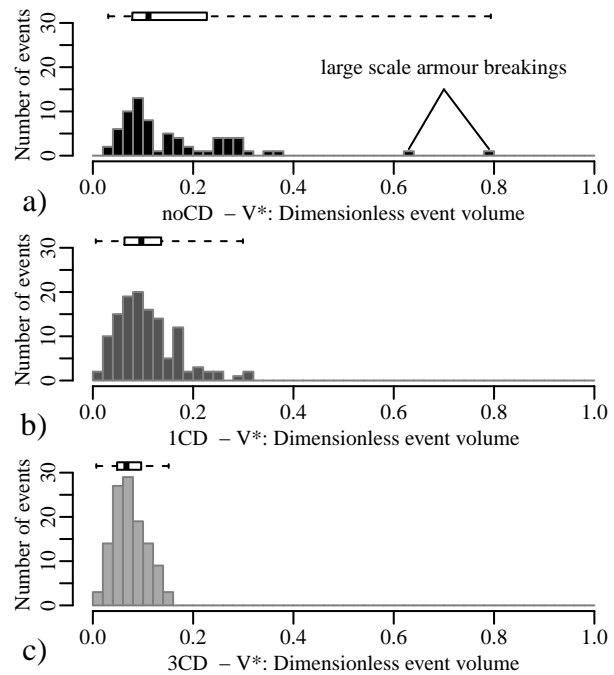 Number of events
0
10
20
30
large scale armour breakings
0.0 0.2 0.4 0.6 0.8 1.0
a)
noCD – V*: Dimensionless event volume
Number of events
0
10
20
30
0.0 0.2 0.4 0.6 0.8 1.0
b)
1CD – V*: Dimensionless event volume
Number of events
0
10
30
0.0 0.2 0.4 0.6 0.8 1.0
c)
3CD – V*: Dimensionless event volume